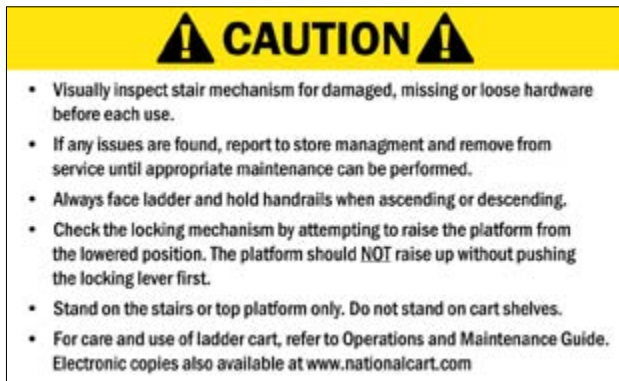 CAUTION
• Visually inspect stair mechanism for damaged, missing or loose hardware
before each use.
• If any issues are found, report to store managment and remove from
service until appropriate maintenance can be performed.
• Always face ladder and hold handrails when ascending or descending.
• Check the locking mechanism by attempting to raise the platform from
the lowered position. The platform should NOT raise up without pushing
the locking lever first.
• Stand on the stairs or top platform only. Do not stand on cart shelves.
• For care and use of ladder cart, refer to Operations and Maintenance Guide.
Electronic copies also available at www.nationalcart.com